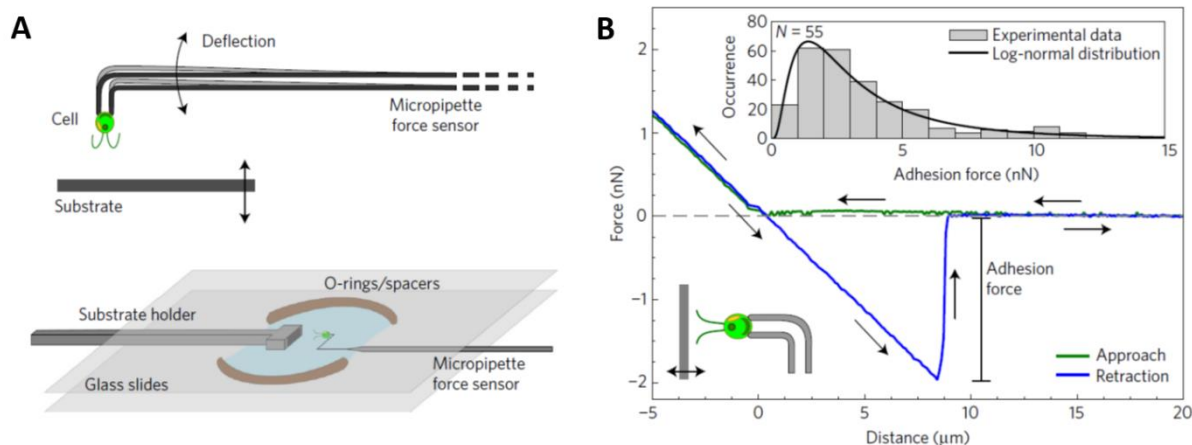 A
Deflection
Cell
Micropipette
force sensor
Substrate
O-rings/spacers
Substrate holder
Micropipette
force sensor
Glass slides
B
80
60
40
20
0
Occurrence
N = 55
Experimental data
Log-normal distribution
0
5
10
15
Adhesion force (nN)
2
1
0
−1
−2
Force (nN)
Adhesion
force
Approach
Retraction
−5
0
5
10
15
20
Distance (μm)